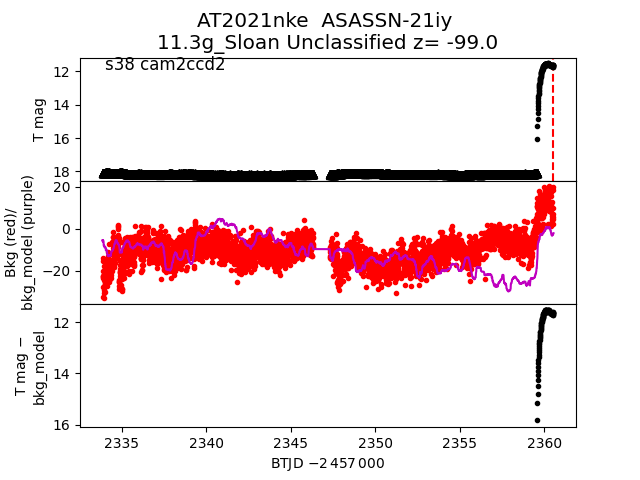 AT2021nke ASASSN-21iy
11.3g_Sloan Unclassified z= -99.0
s38 cam2ccd2
T mag
12
14
16
18
Bkg (red)/
bkg_model (purple)
20
0
−20
T mag −
bkg_model
12
14
16
2335
2340
2345
2350
2355
2360
BTJD −2 457 000